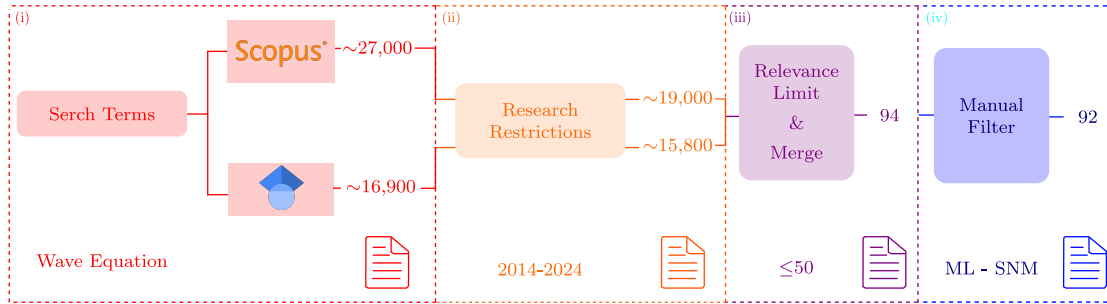 (i)
Serch Terms
Scopus
~27,000
~16,900
Wave Equation
(ii)
Research
Restrictions
~19,000
~15,800
2014-2024
(iii)
Relevance
Limit
&
Merge
94
≤50
(iv)
Manual
Filter
92
ML - SNM